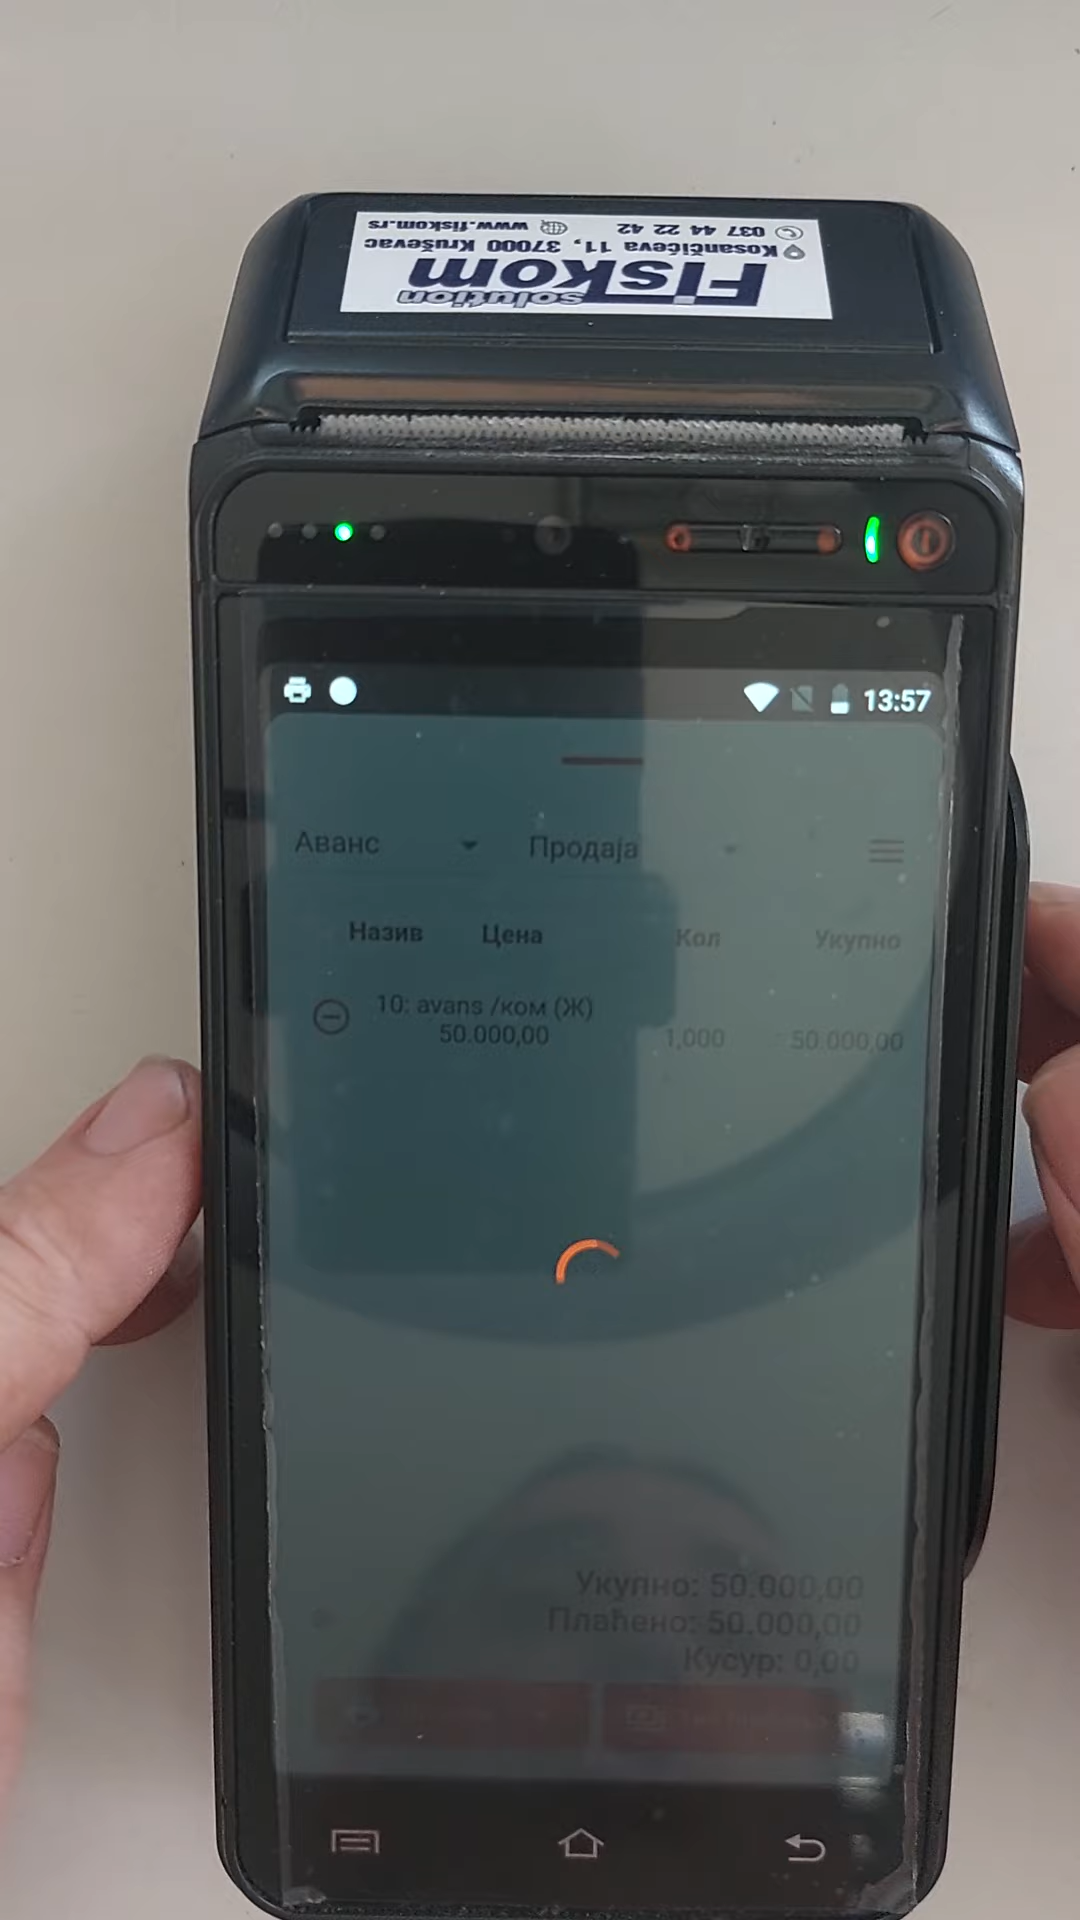 Fiskom
solution
Kosančićeva 11, 37000 Kruševac
037 44 22 42 www.fiskom.rs
13:57
Аванс Продаја
Назив Цена Кол Укупно
10: avans /ком (Ж)
50.000,00 1,000 50.000,00
Укупно: 50.000,00
Плаћено: 50.000,00
Кусур: 0,00